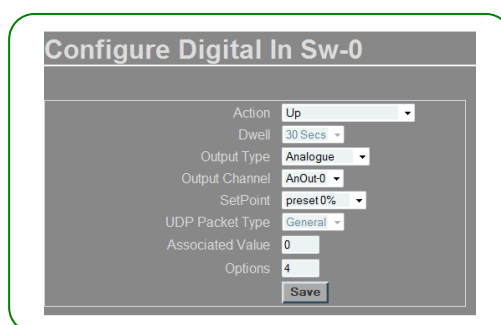 Configure Digital In Sw-0
Action Up
Dwell 30 Secs
Output Type Analogue
Output Channel AnOut-0
SetPoint preset 0%
UDP Packet Type General
Associated Value 0
Options 4
Save